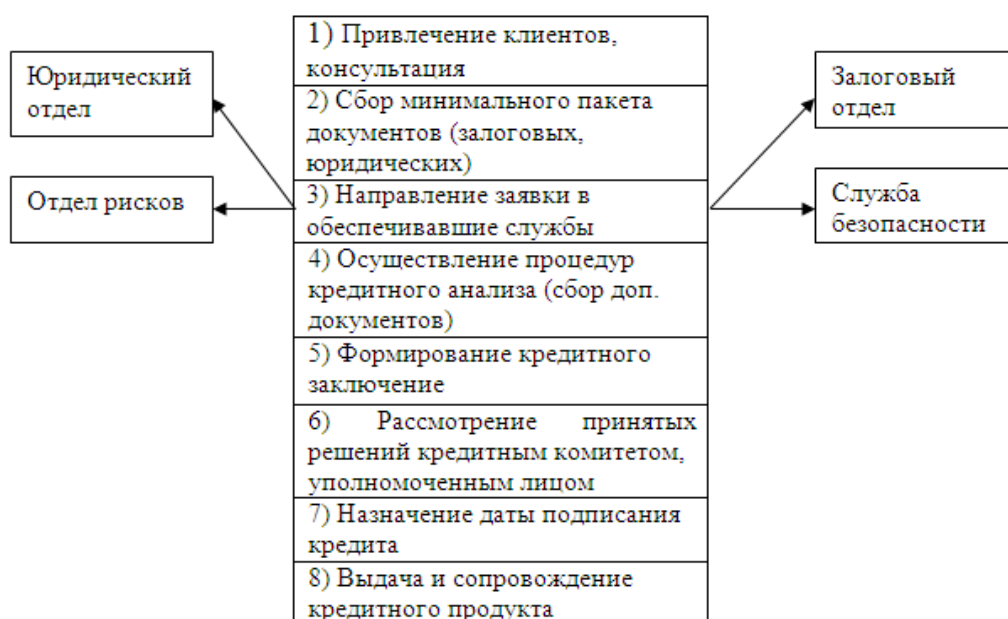 1) Привлечение клиентов,
консультация
Юридический
отдел
Залоговый
отдел
2) Сбор минимального пакета
документов (залоговых,
юридических)
Отдел рисков
3) Направление заявки в
обеспечивавшие службы
Служба
безопасности
4) Осуществление процедур
кредитного анализа (сбор доп.
документов)
5) Формирование кредитного
заключение
6) Рассмотрение принятых
решений кредитным комитетом,
уполномоченным лицом
7) Назначение даты подписания
кредита
8) Выдача и сопровождение
кредитного продукта